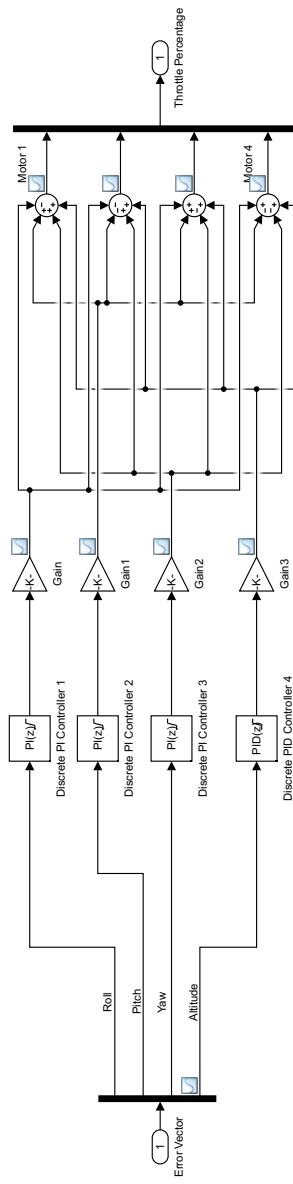 1
Error Vector
Roll
Pitch
Yaw
Altitude
PI(z)
Discrete PI Controller 1
PI(z)
Discrete PI Controller 2
PI(z)
Discrete PI Controller 3
PID(z)
Discrete PID Controller 4
-K-
Gain
-K-
Gain1
-K-
Gain2
-K-
Gain3
Motor 1
Motor 4
1
Throttle Percentage